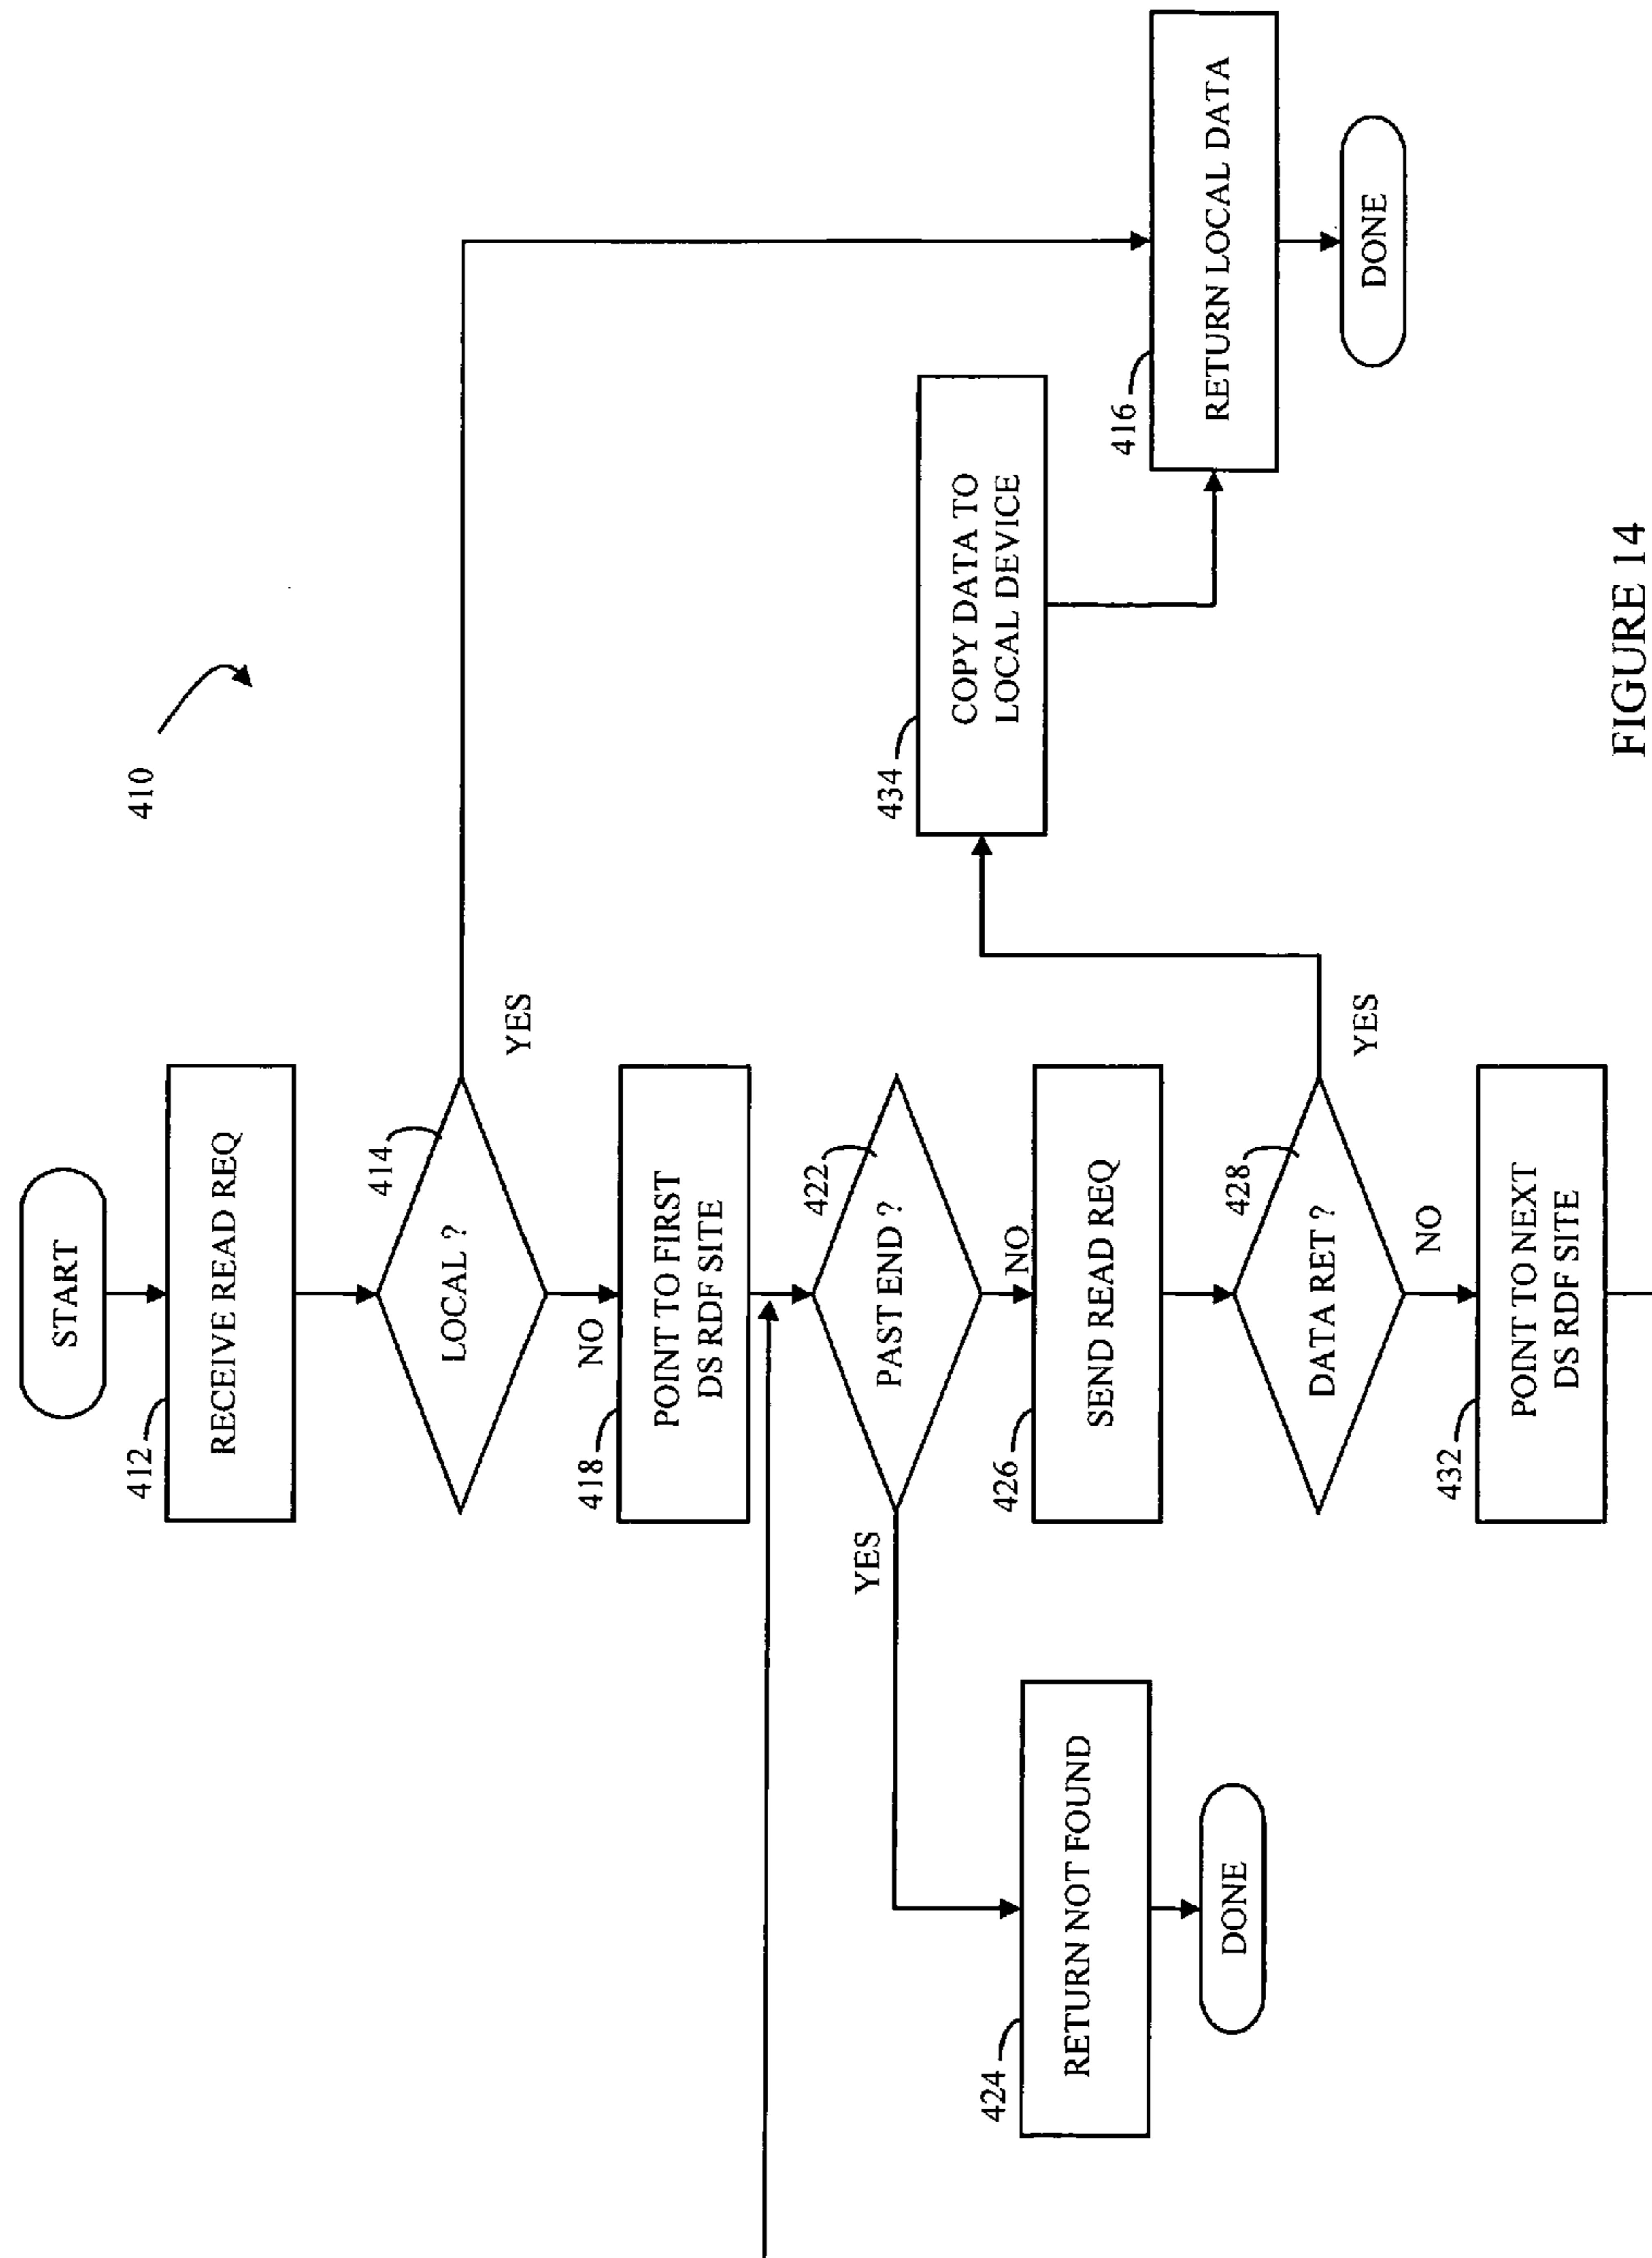 410
START
412
RECEIVE READ REQ
414
LOCAL ?
YES
NO
418
POINT TO FIRST
DS RDF SITE
422
PAST END ?
YES
NO
424
RETURN NOT FOUND
DONE
426
SEND READ REQ
428
DATA RET ?
YES
NO
432
POINT TO NEXT
DS RDF SITE
434
COPY DATA TO
LOCAL DEVICE
416
RETURN LOCAL DATA
DONE
FIGURE 14